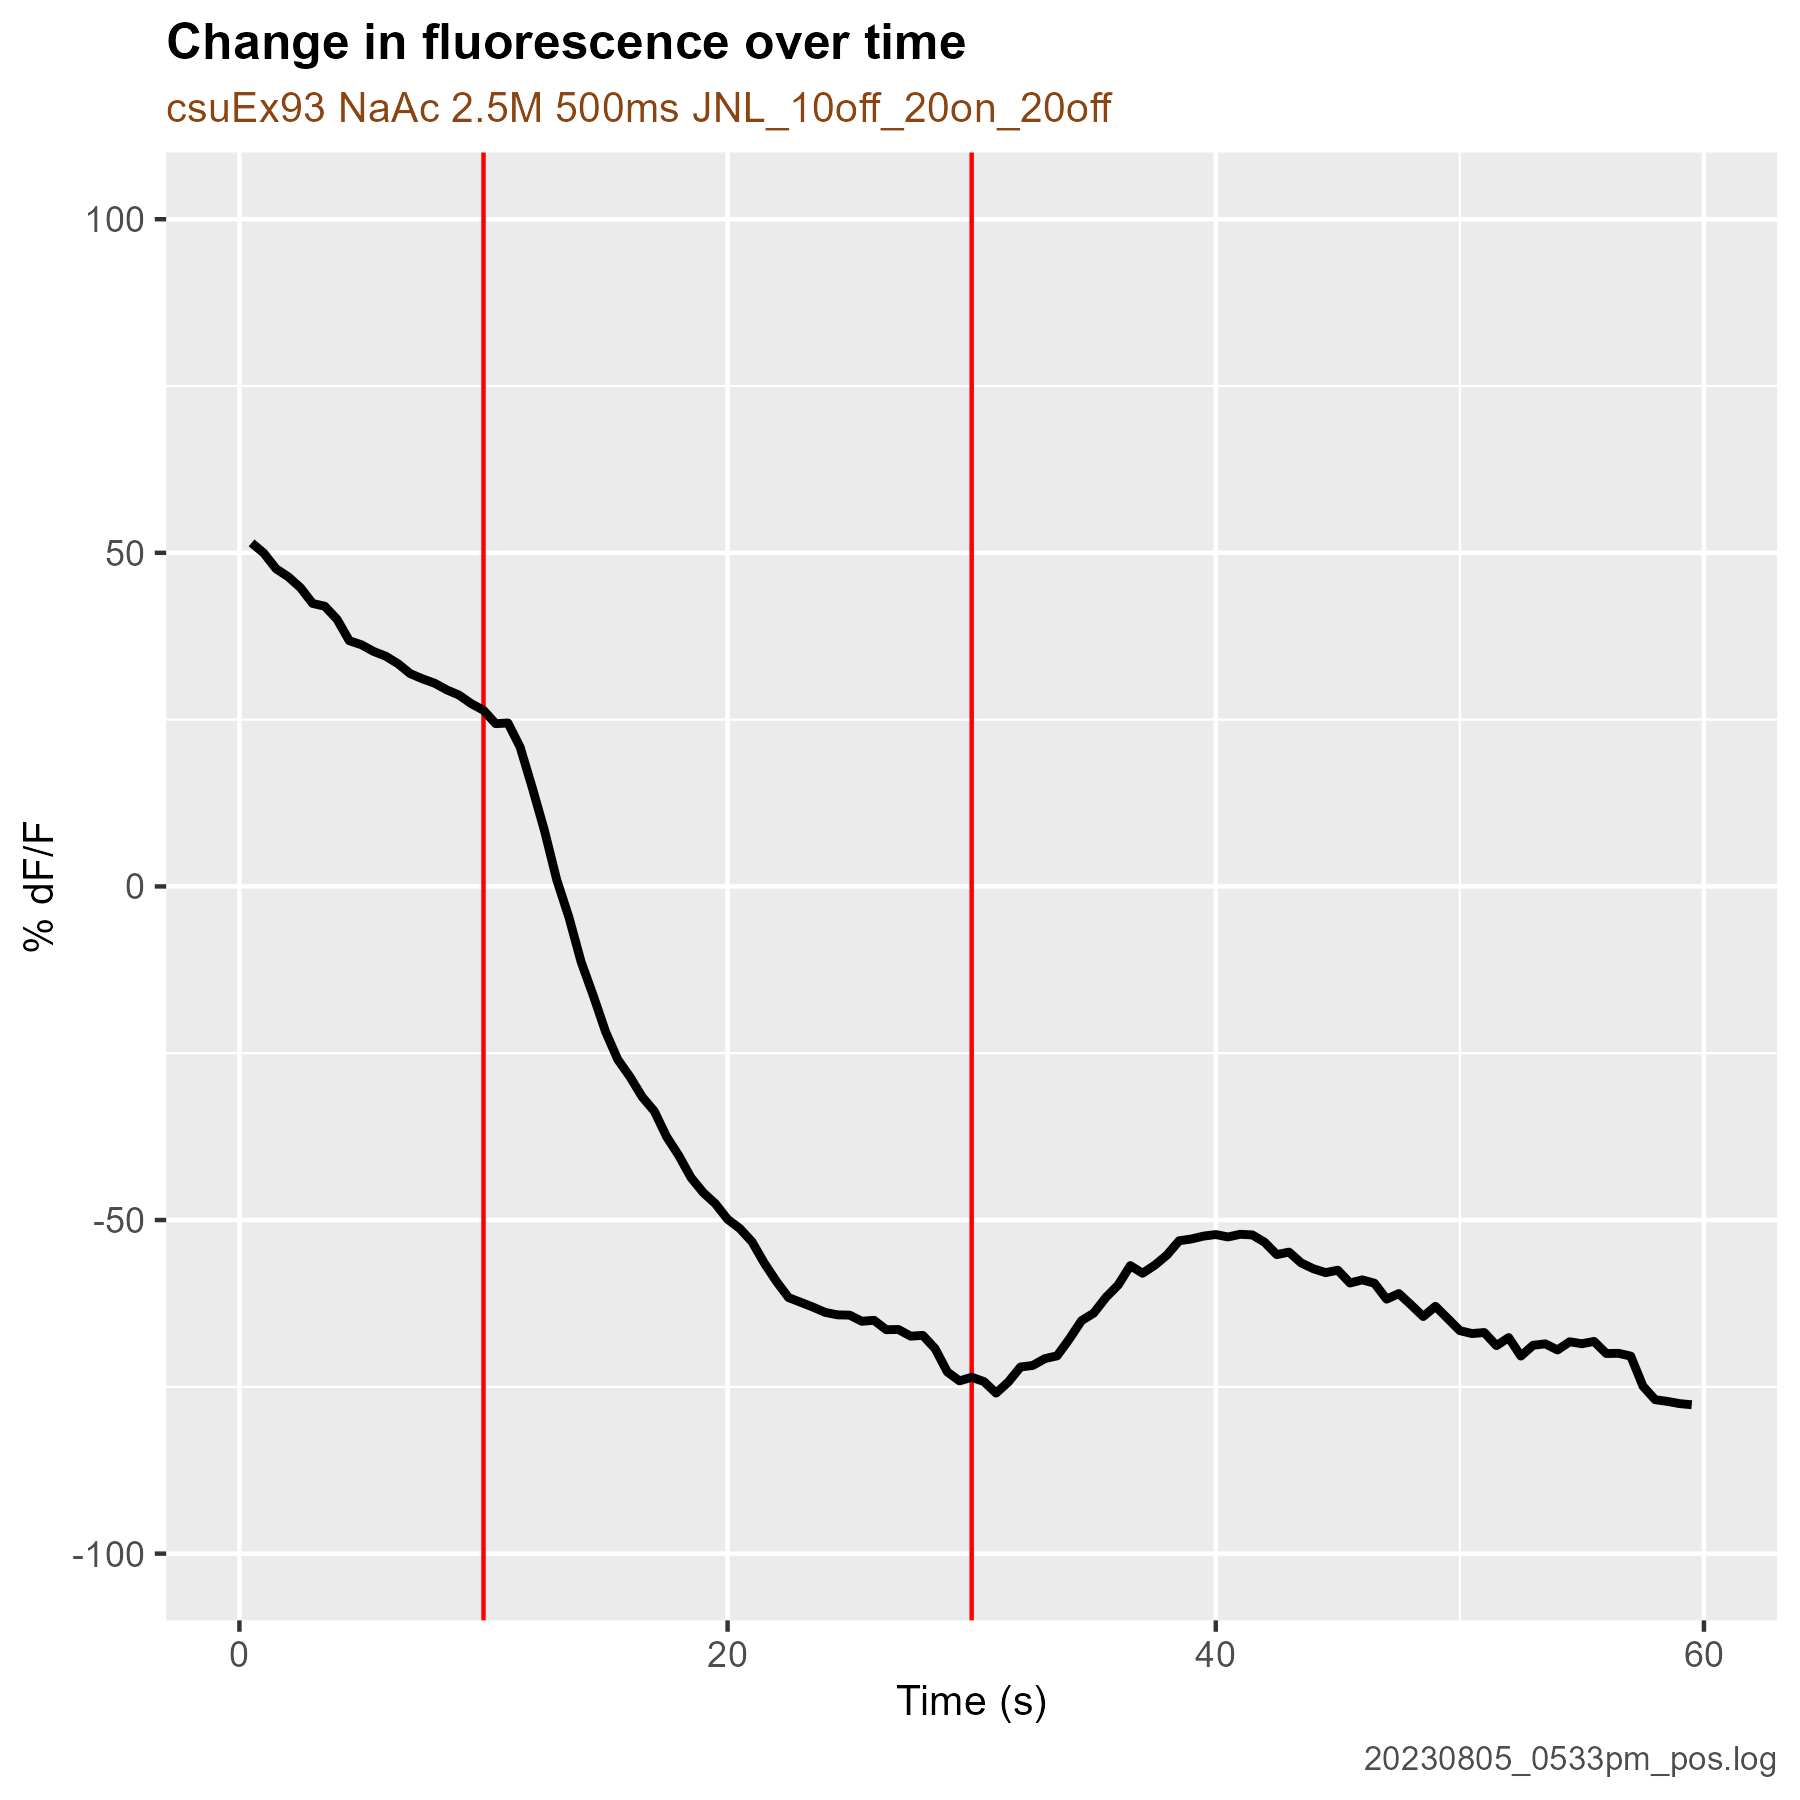 Change in fluorescence over time
csuEx93 NaAc 2.5M 500ms JNL_10off_20on_20off
100
50
0
-50
-100
% dF/F
0 20 40 60
Time (s)
20230805_0533pm_pos.log